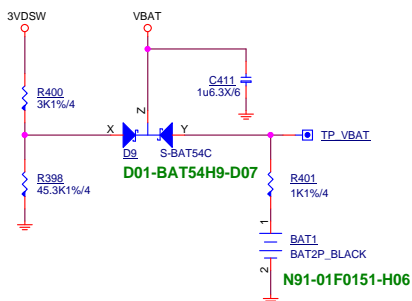 3VDSW
VBAT
R400
3K1%/4
C411
1u6.3X/6
Z
X
Y
D9
S-BAT54C
TP_VBAT
D01-BAT54H9-D07
R398
45.3K1%/4
R401
1K1%/4
1
BAT1
BAT2P_BLACK
2
N91-01F0151-H06